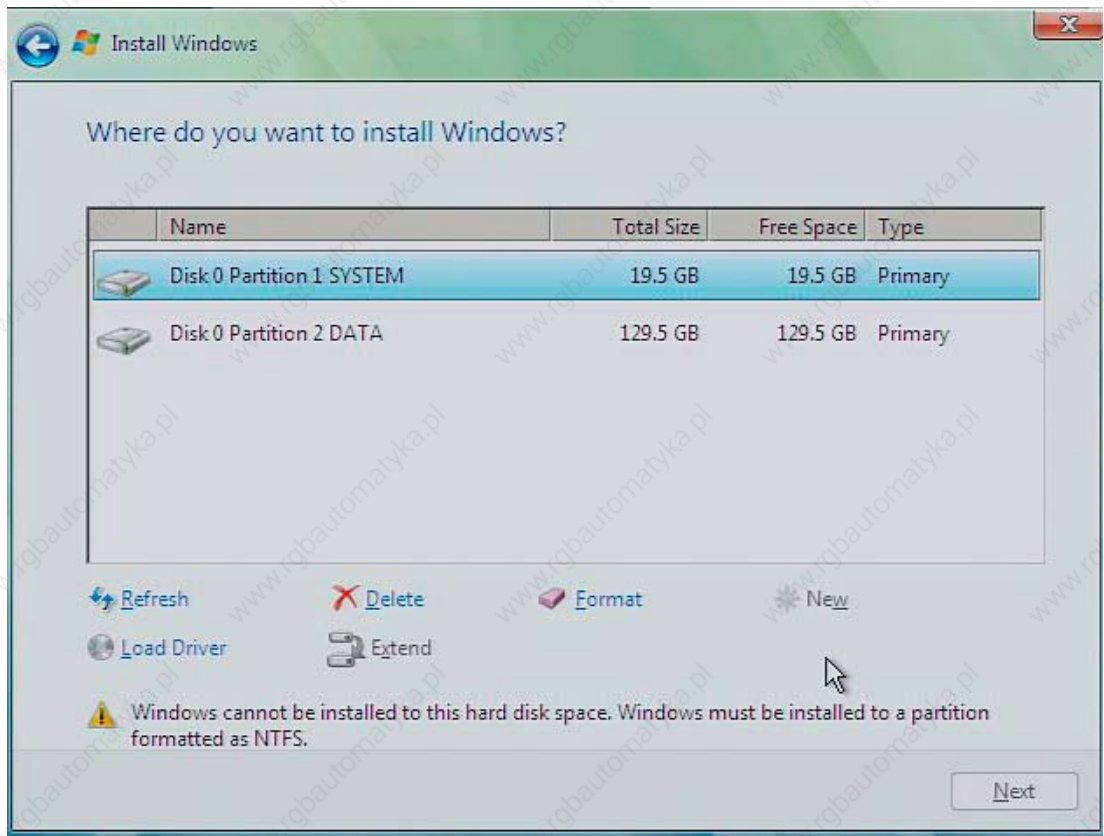 Install Windows
Where do you want to install Windows?
Name Total Size Free Space Type
Disk 0 Partition 1 SYSTEM 19.5 GB 19.5 GB Primary
Disk 0 Partition 2 DATA 129.5 GB 129.5 GB Primary
Refresh Delete Format New
Load Driver Extend
Windows cannot be installed to this hard disk space. Windows must be installed to a partition
formatted as NTFS.
Next
www.rgbautomatyka.pl